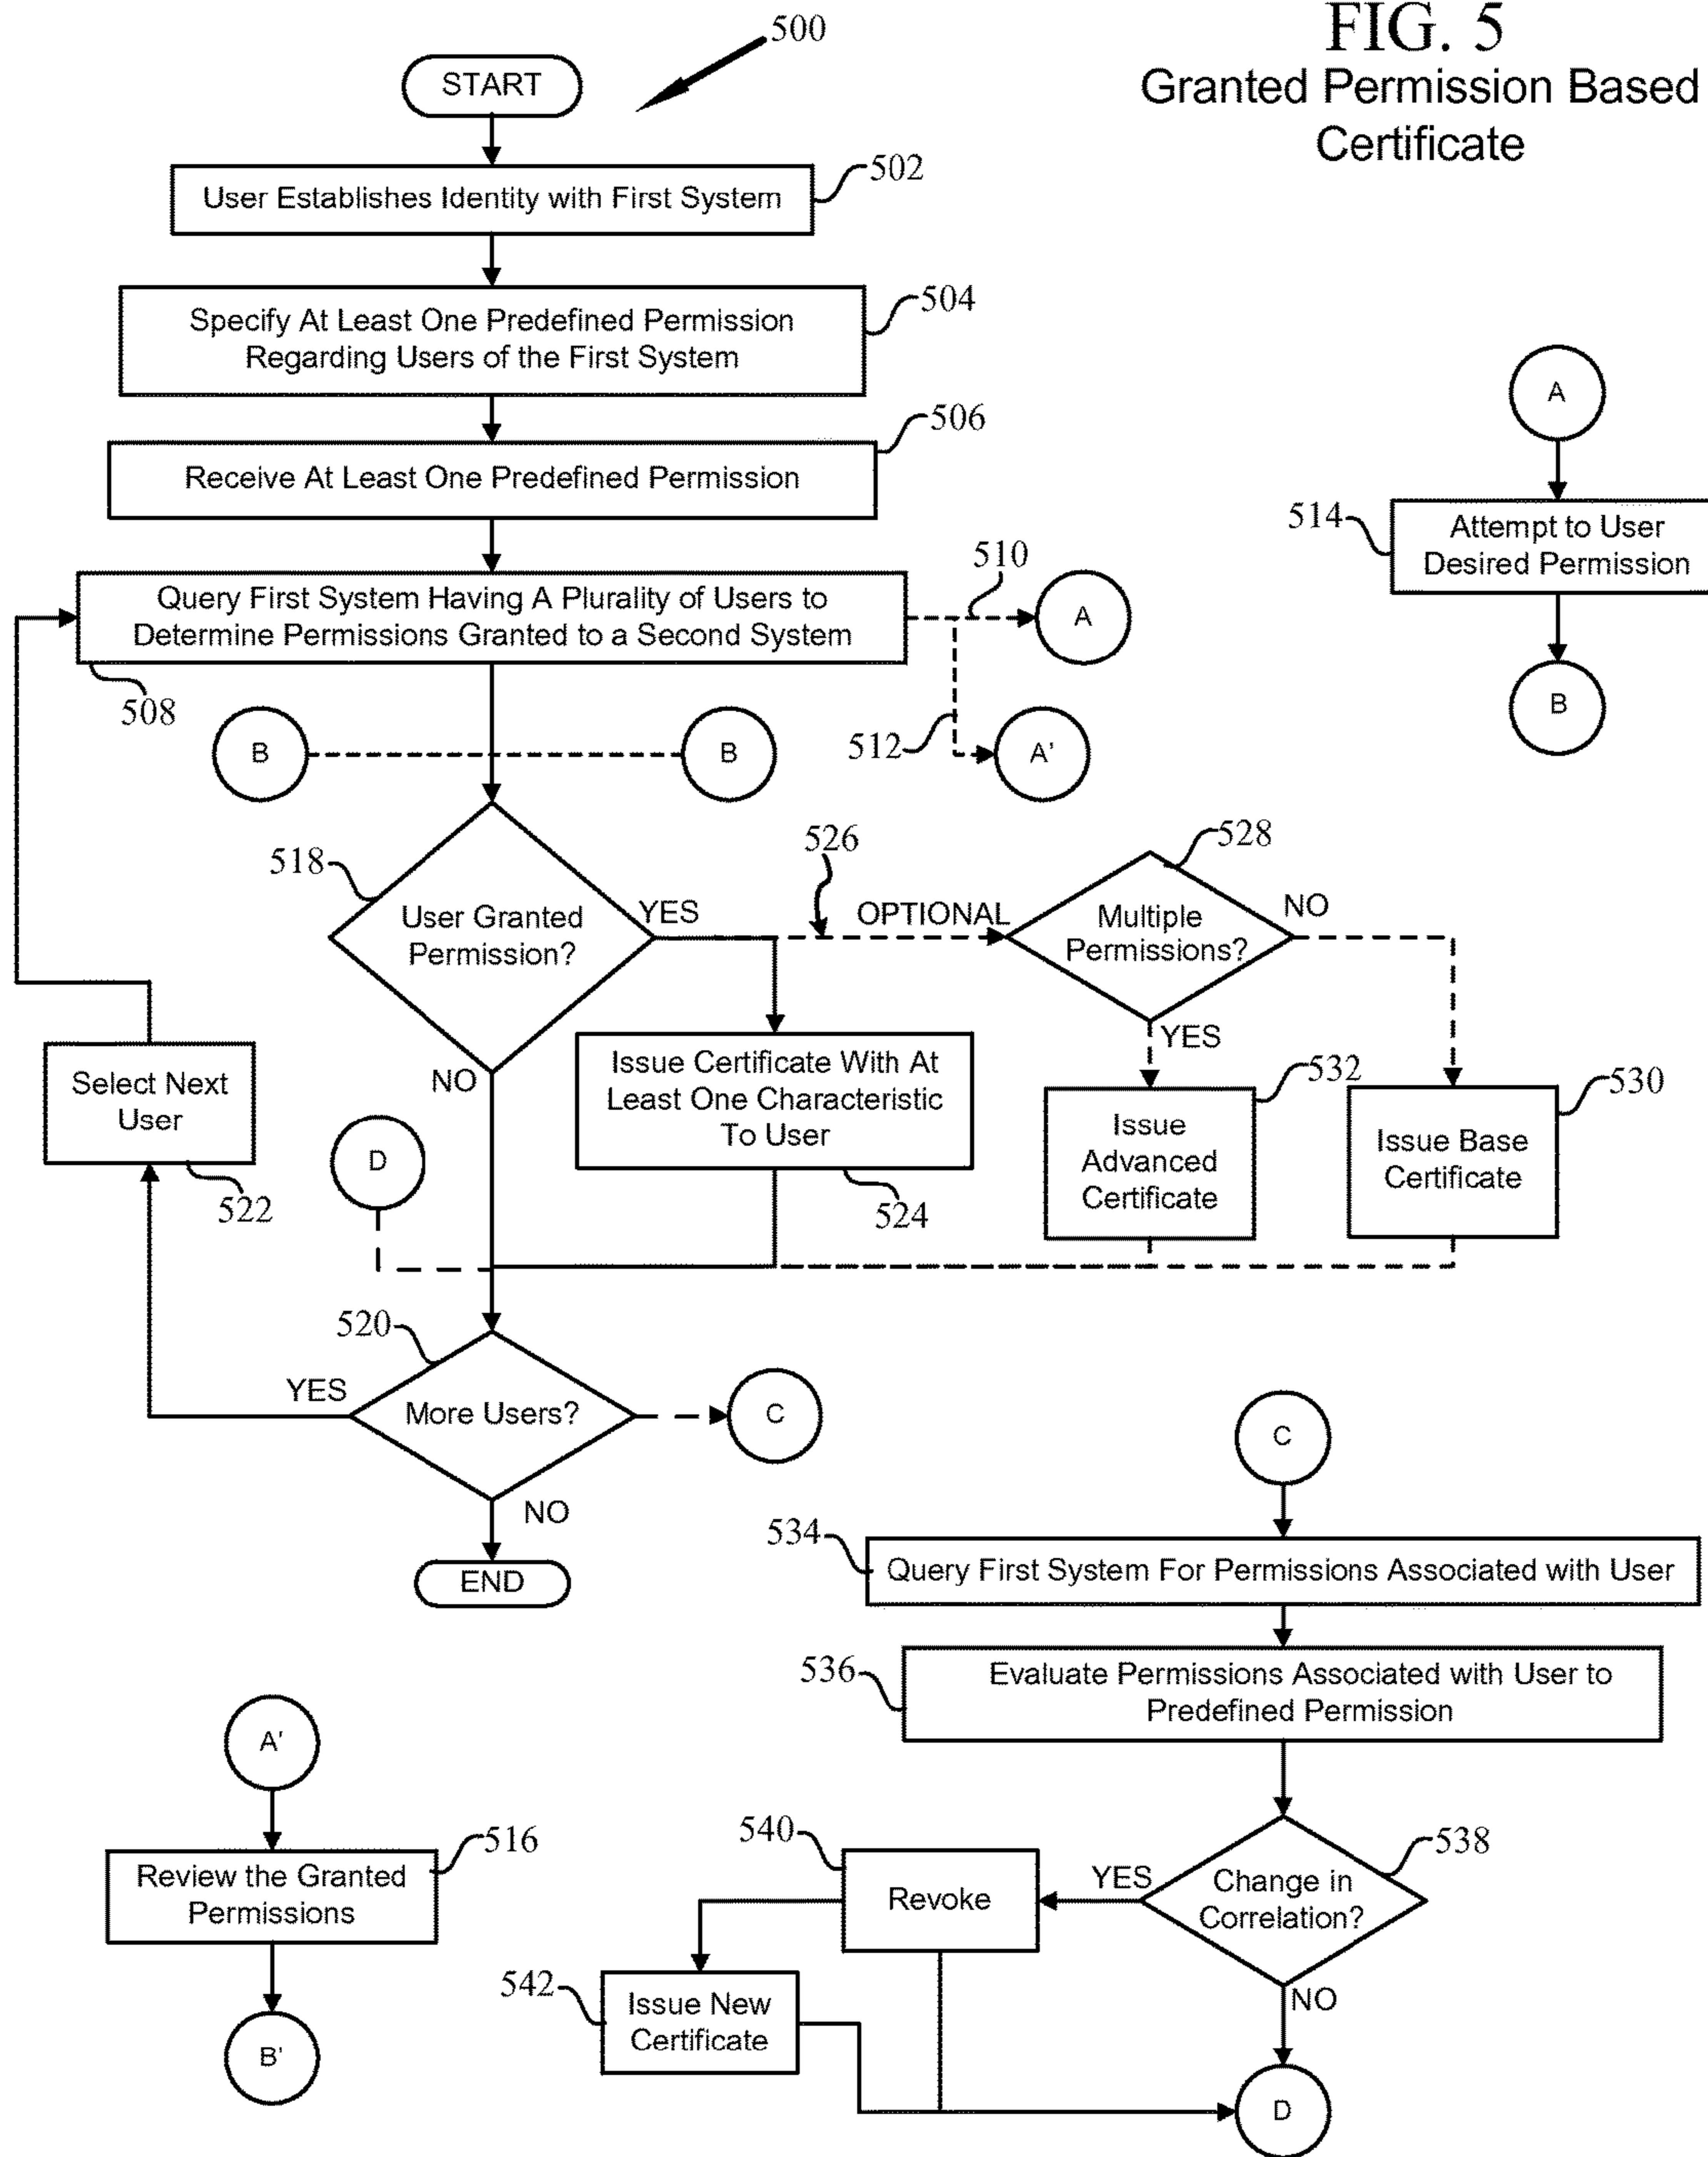 FIG. 5
Granted Permission Based
Certificate
500
START
502
User Establishes Identity with First System
504
Specify At Least One Predefined Permission
Regarding Users of the First System
506
Receive At Least One Predefined Permission
A
514
Attempt to User
Desired Permission
B
510
Query First System Having A Plurality of Users to
Determine Permissions Granted to a Second System
A
508
B
B
512
A'
518
User Granted
Permission?
YES
526
OPTIONAL
528
Multiple
Permissions?
NO
YES
NO
Select Next
User
522
D
Issue Certificate With At
Least One Characteristic
To User
524
532
Issue
Advanced
Certificate
530
Issue Base
Certificate
520
YES
More Users?
C
NO
END
C
534
Query First System For Permissions Associated with User
536
Evaluate Permissions Associated with User to
Predefined Permission
A'
516
Review the Granted
Permissions
B'
540
Revoke
YES
538
Change in
Correlation?
NO
542
Issue New
Certificate
D